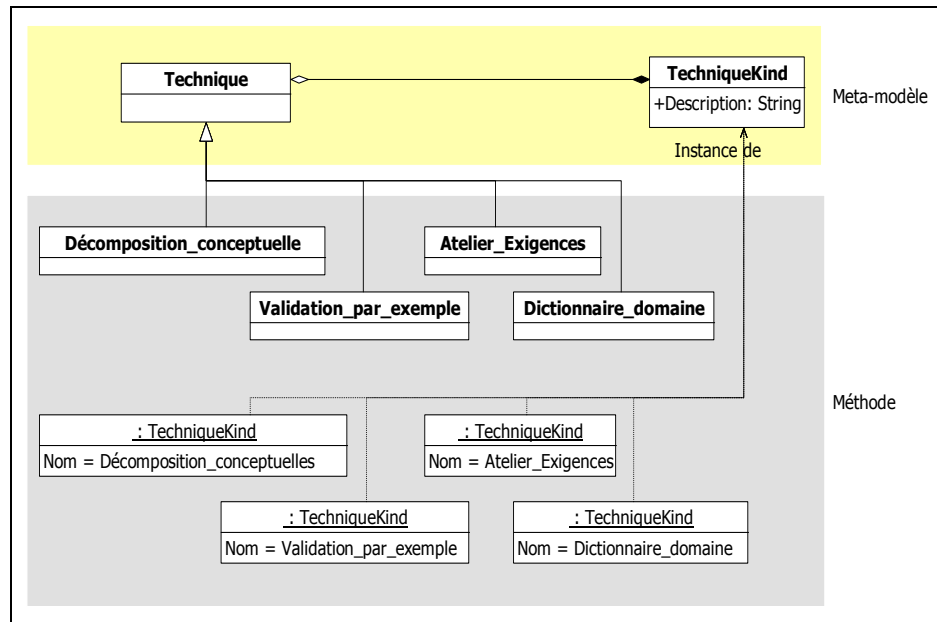 Technique
TechniqueKind
+Description: String
Meta-modèle
Instance de
Décomposition_conceptuelle
Atelier_Exigences
Validation_par_exemple
Dictionnaire_domaine
Méthode
: TechniqueKind
Nom = Décomposition_conceptuelles
: TechniqueKind
Nom = Atelier_Exigences
: TechniqueKind
Nom = Validation_par_exemple
: TechniqueKind
Nom = Dictionnaire_domaine